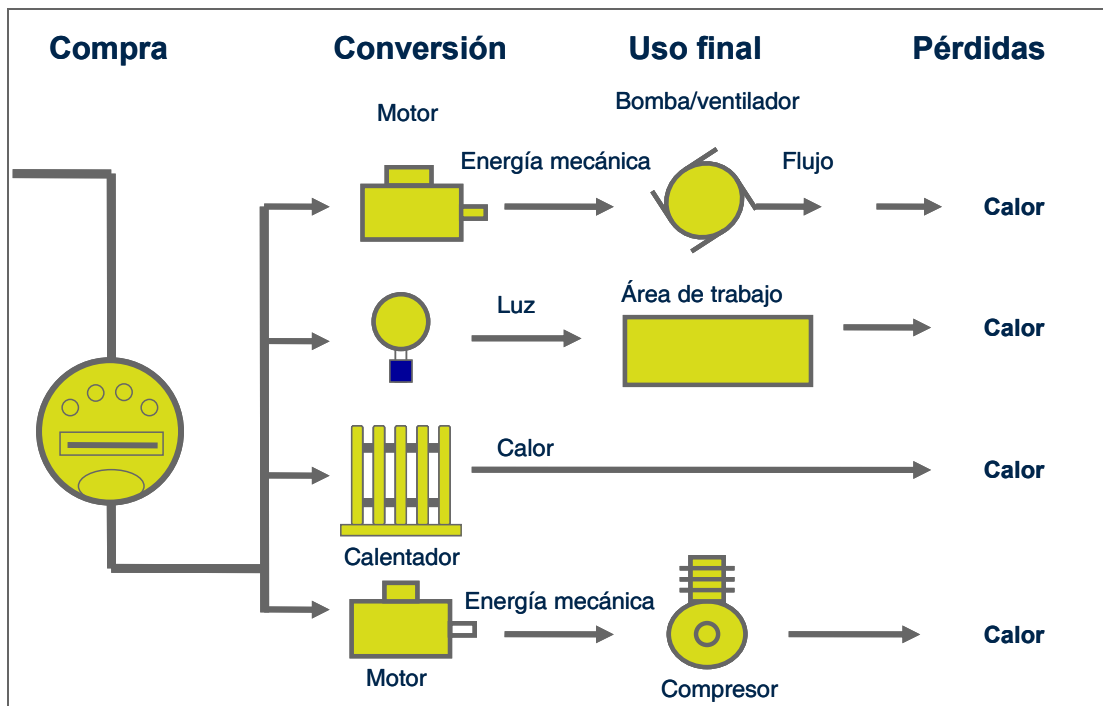 Compra
Conversión
Uso final
Pérdidas
Motor
Bomba/ventilador
Energía mecánica
Flujo
Calor
Luz
Área de trabajo
Calor
Calor
Calor
Calentador
Energía mecánica
Calor
Motor
Compresor